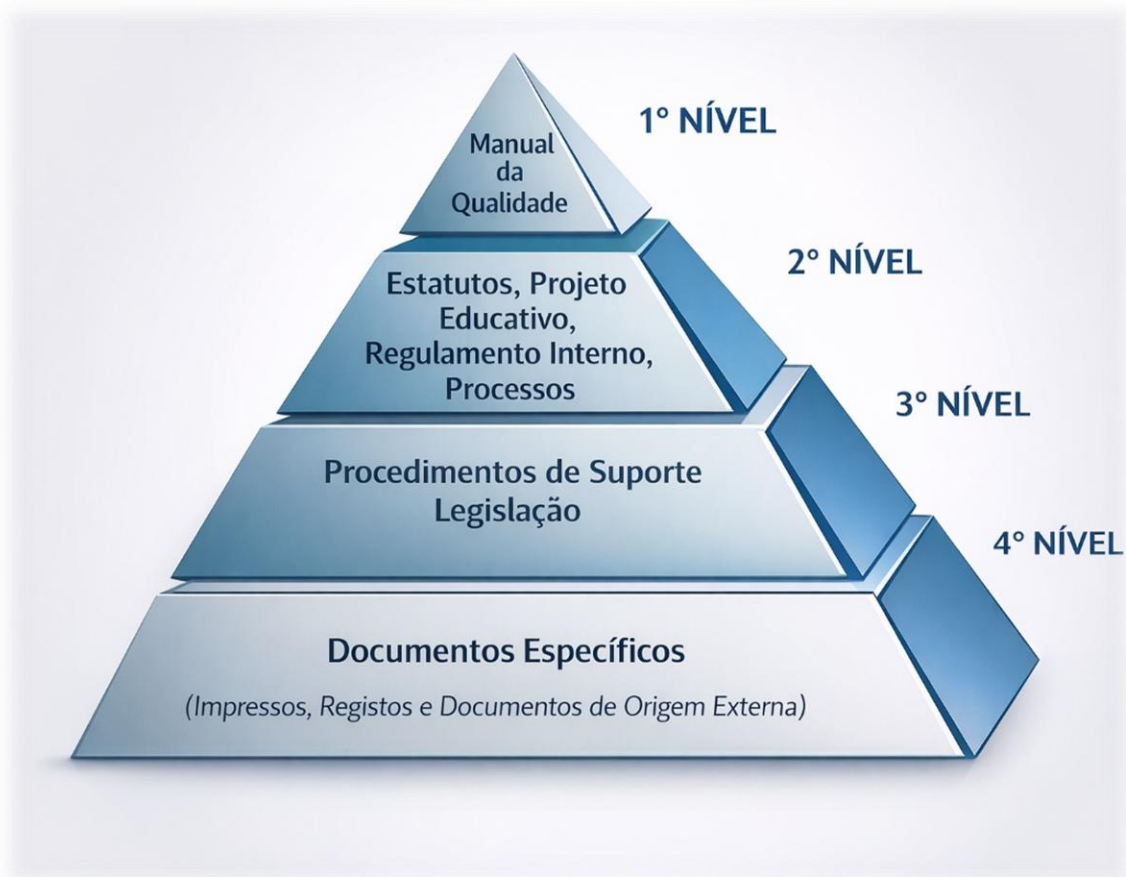 1° NÍVEL
Manual
da
Qualidade
2° NÍVEL
Estatutos, Projeto
Educativo,
Regulamento Interno,
Processos
3° NÍVEL
Procedimentos de Suporte
Legislação
4° NÍVEL
Documentos Específicos
(Impressos, Registos e Documentos de Origem Externa)